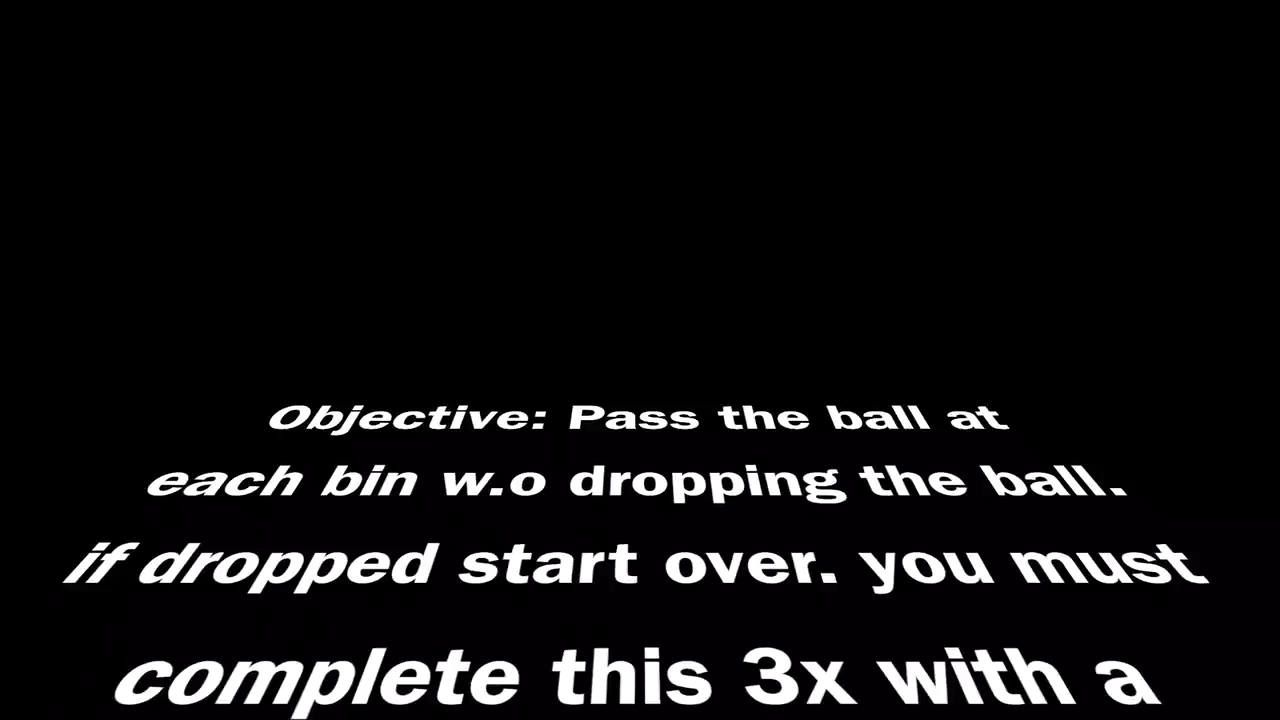 Objective: Pass the ball at
each bin w.o dropping the ball.
if dropped start over. you must
complete this 3x with a